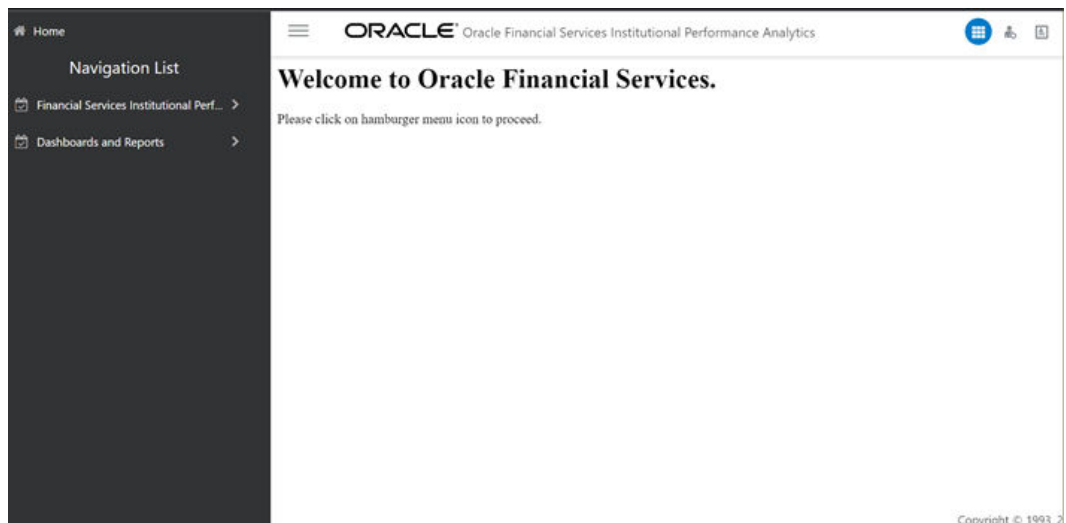 Home
Navigation List
Financial Services Institutional Perf...
Dashboards and Reports
ORACLE® Oracle Financial Services Institutional Performance Analytics
Welcome to Oracle Financial Services.
Please click on hamburger menu icon to proceed.
Copyright © 1993, 2